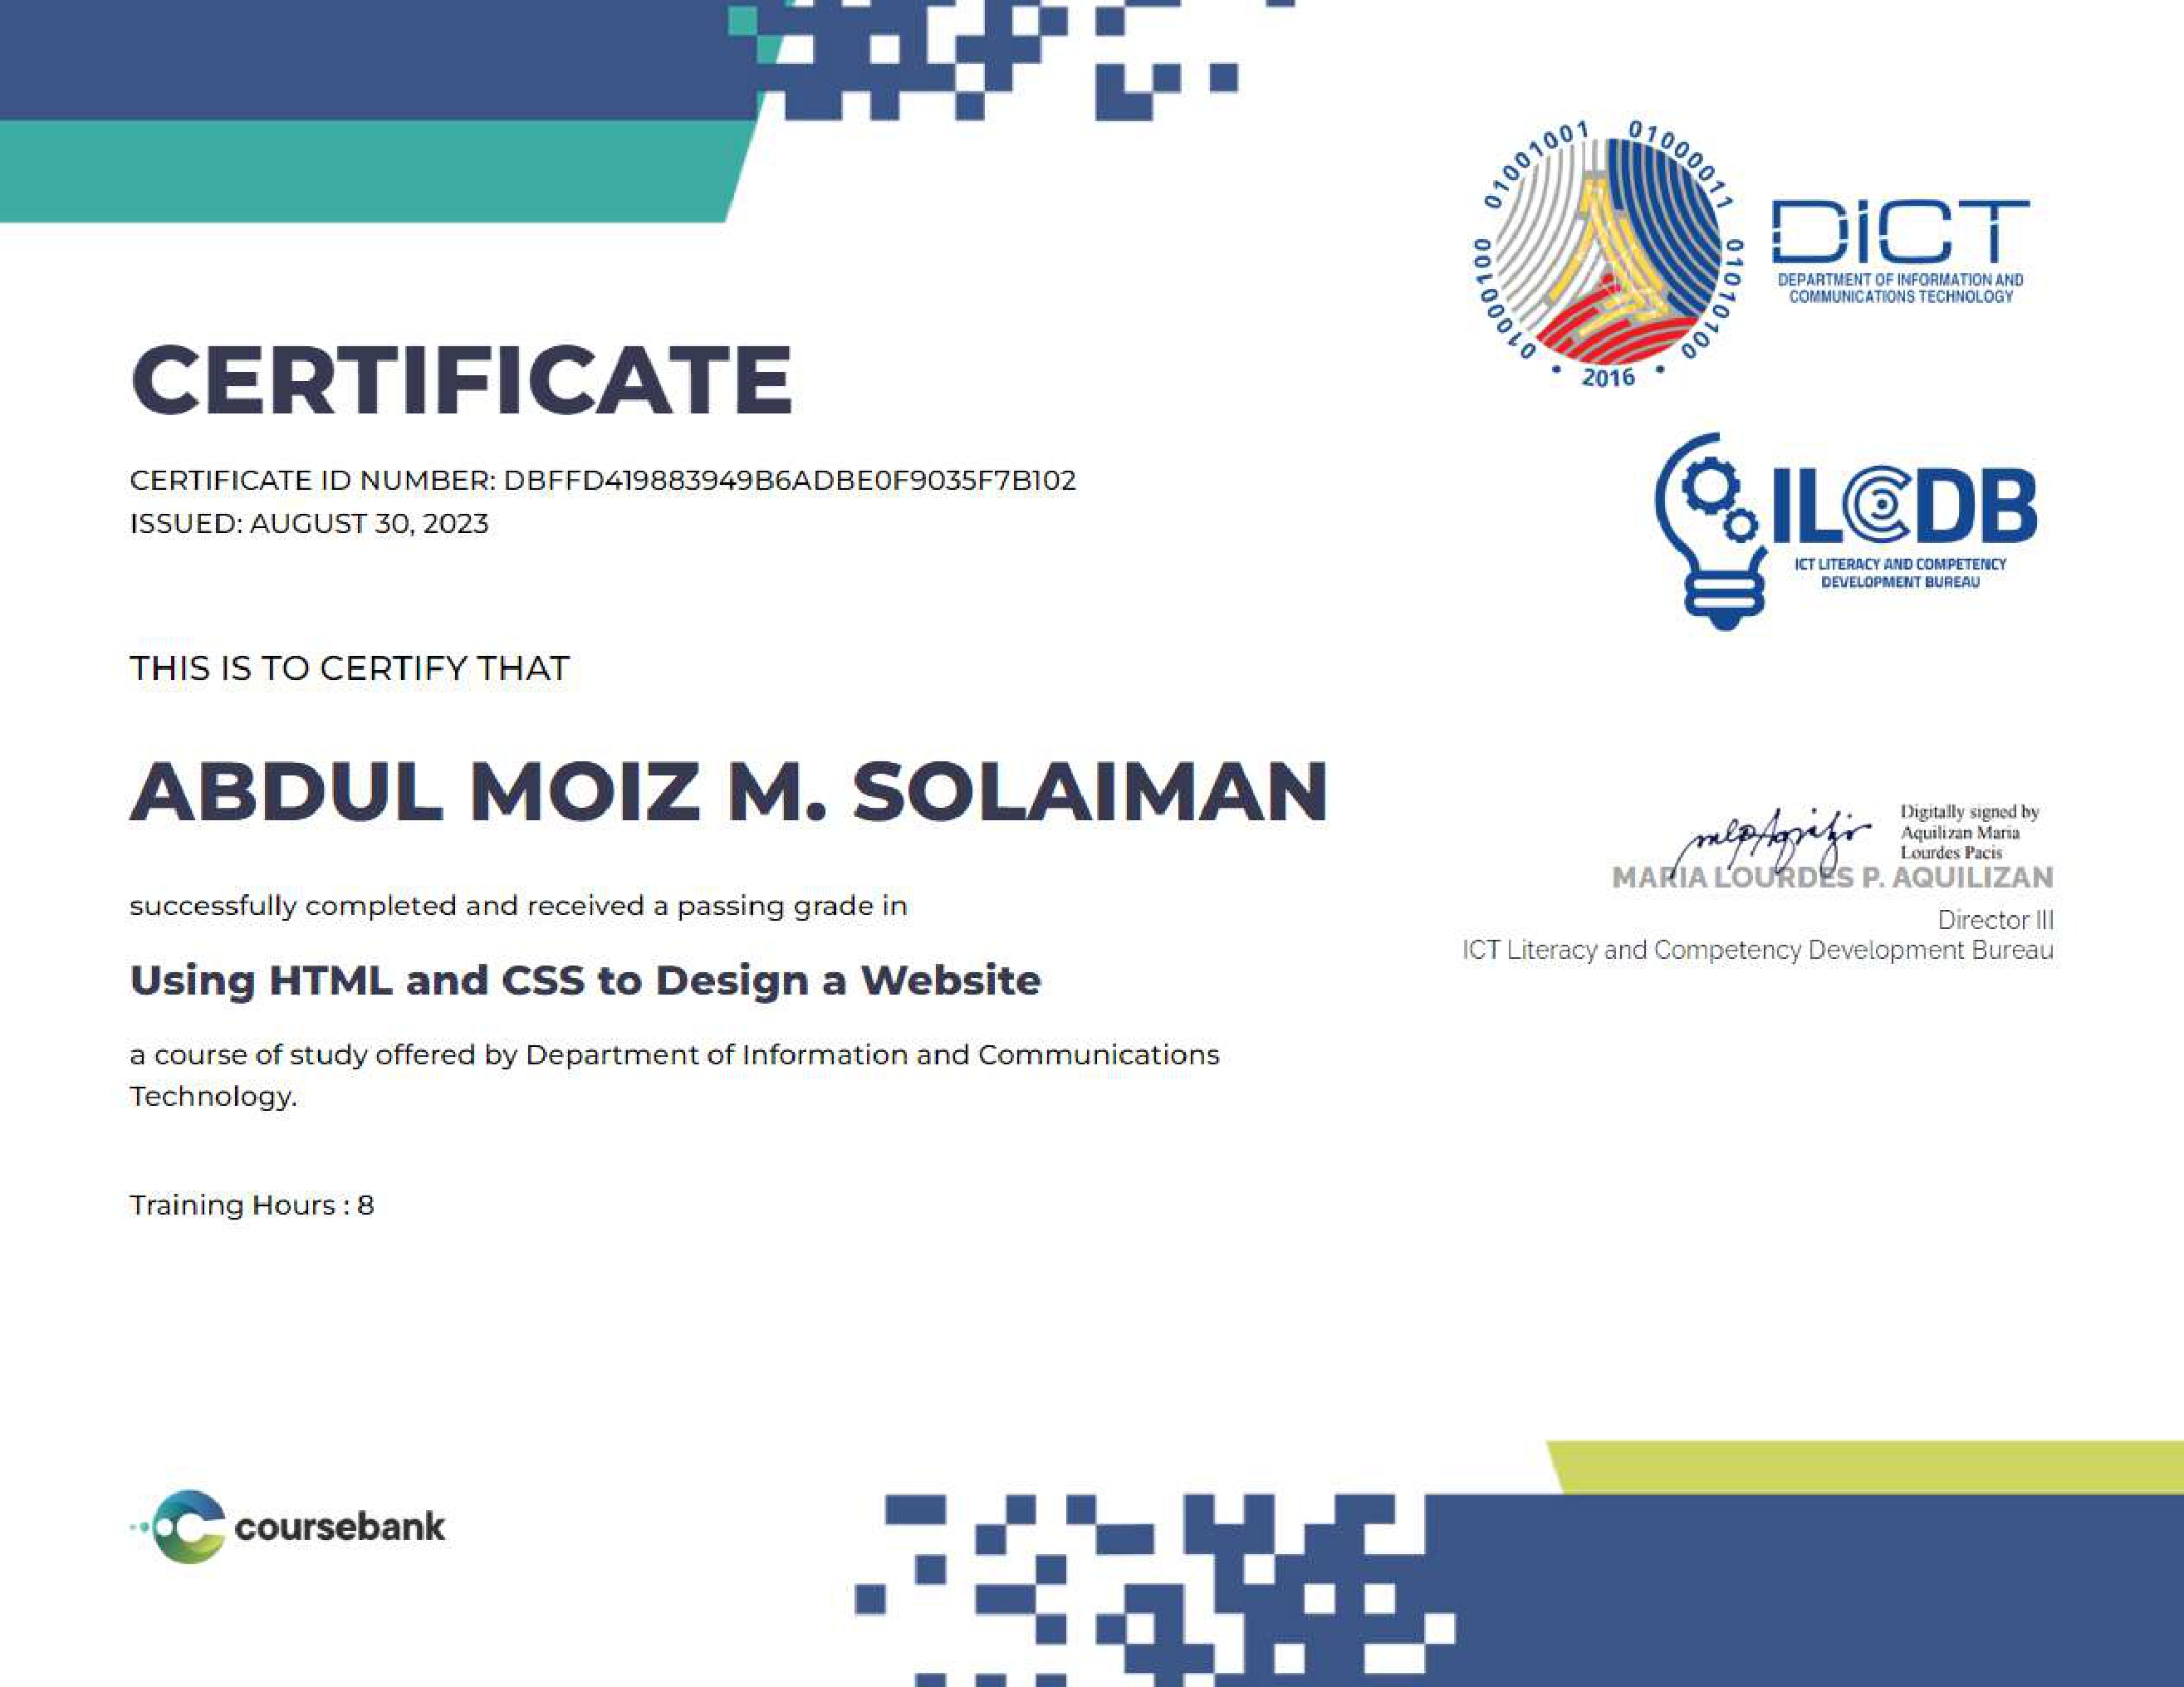 CERTIFICATE
CERTIFICATE ID NUMBER: DBFFD419883949B6ADBE0F9035F7B102
ISSUED: AUGUST 30, 2023
THIS IS TO CERTIFY THAT
ABDUL MOIZ M. SOLAIMAN
successfully completed and received a passing grade in
Using HTML and CSS to Design a Website
a course of study offered by Department of Information and Communications
Technology.
Training Hours : 8
coursebank
01000100 01001001 01000011 01010100
2016
DICT
DEPARTMENT OF INFORMATION AND
COMMUNICATIONS TECHNOLOGY
ILCDB
ICT LITERACY AND COMPETENCY
DEVELOPMENT BUREAU
Digitally signed by
Aquilizan Maria
Lourdes Pacis
MARIA LOURDES P. AQUILIZAN
Director III
ICT Literacy and Competency Development Bureau